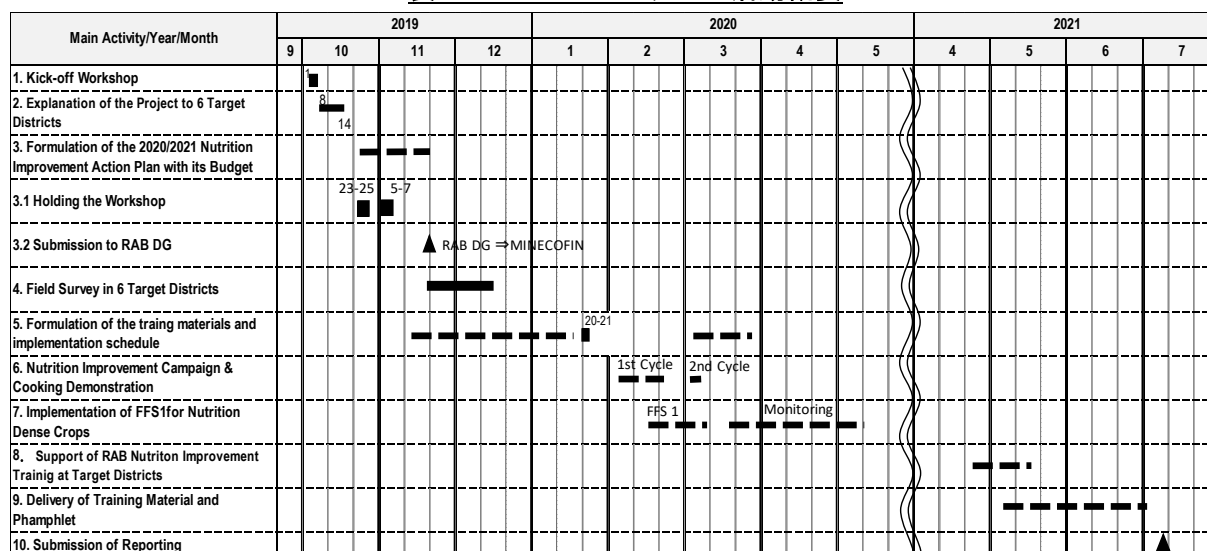 Main Activity/Year/Month
2019
2020
2021
9
10
11
12
1
2
3
4
5
4
5
6
7
1. Kick-off Workshop
1
2. Explanation of the Project to 6 Target
Districts
8
14
3. Formulation of the 2020/2021 Nutrition
Improvement Action Plan with its Budget
3.1 Holding the Workshop
23-25
5-7
3.2 Submission to RAB DG
RAB DG ⇒MINECOFIN
4. Field Survey in 6 Target Districts
5. Formulation of the traing materials and
implementation schedule
20-21
6. Nutrition Improvement Campaign &
Cooking Demonstration
1st Cycle
2nd Cycle
7. Implementation of FFS1for Nutrition
Dense Crops
FFS 1
Monitoring
8. Support of RAB Nutriton Improvement
Trainig at Target Districts
9. Delivery of Training Material and
Phamphlet
10. Submission of Reporting